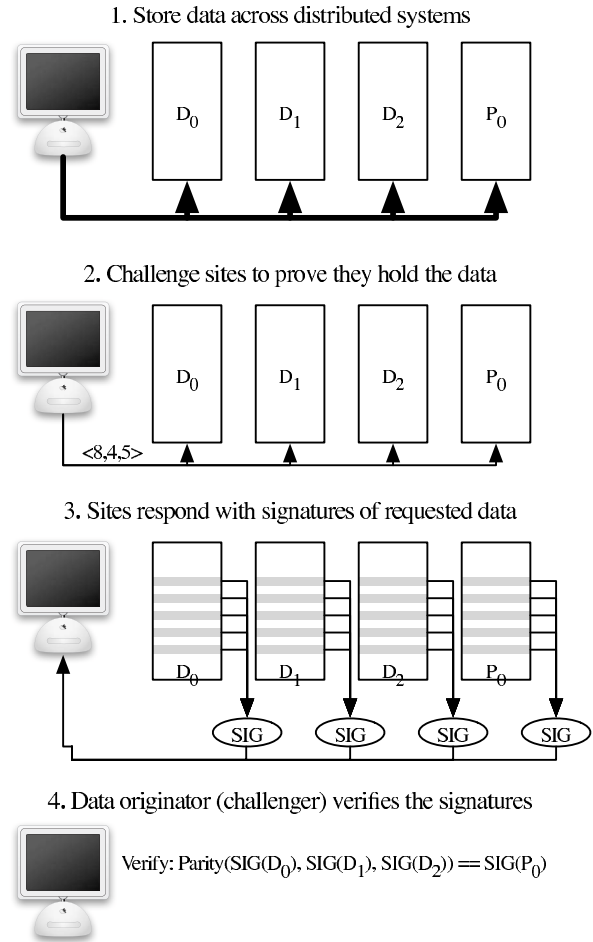 1. Store data across distributed systems
D0 D1 D2 P0
2. Challenge sites to prove they hold the data
D0 D1 D2 P0
<8,4,5>
3. Sites respond with signatures of requested data
D0 D1 D2 P0
SIG SIG SIG SIG
4. Data originator (challenger) verifies the signatures
Verify: Parity(SIG(D0), SIG(D1), SIG(D2)) == SIG(P0)